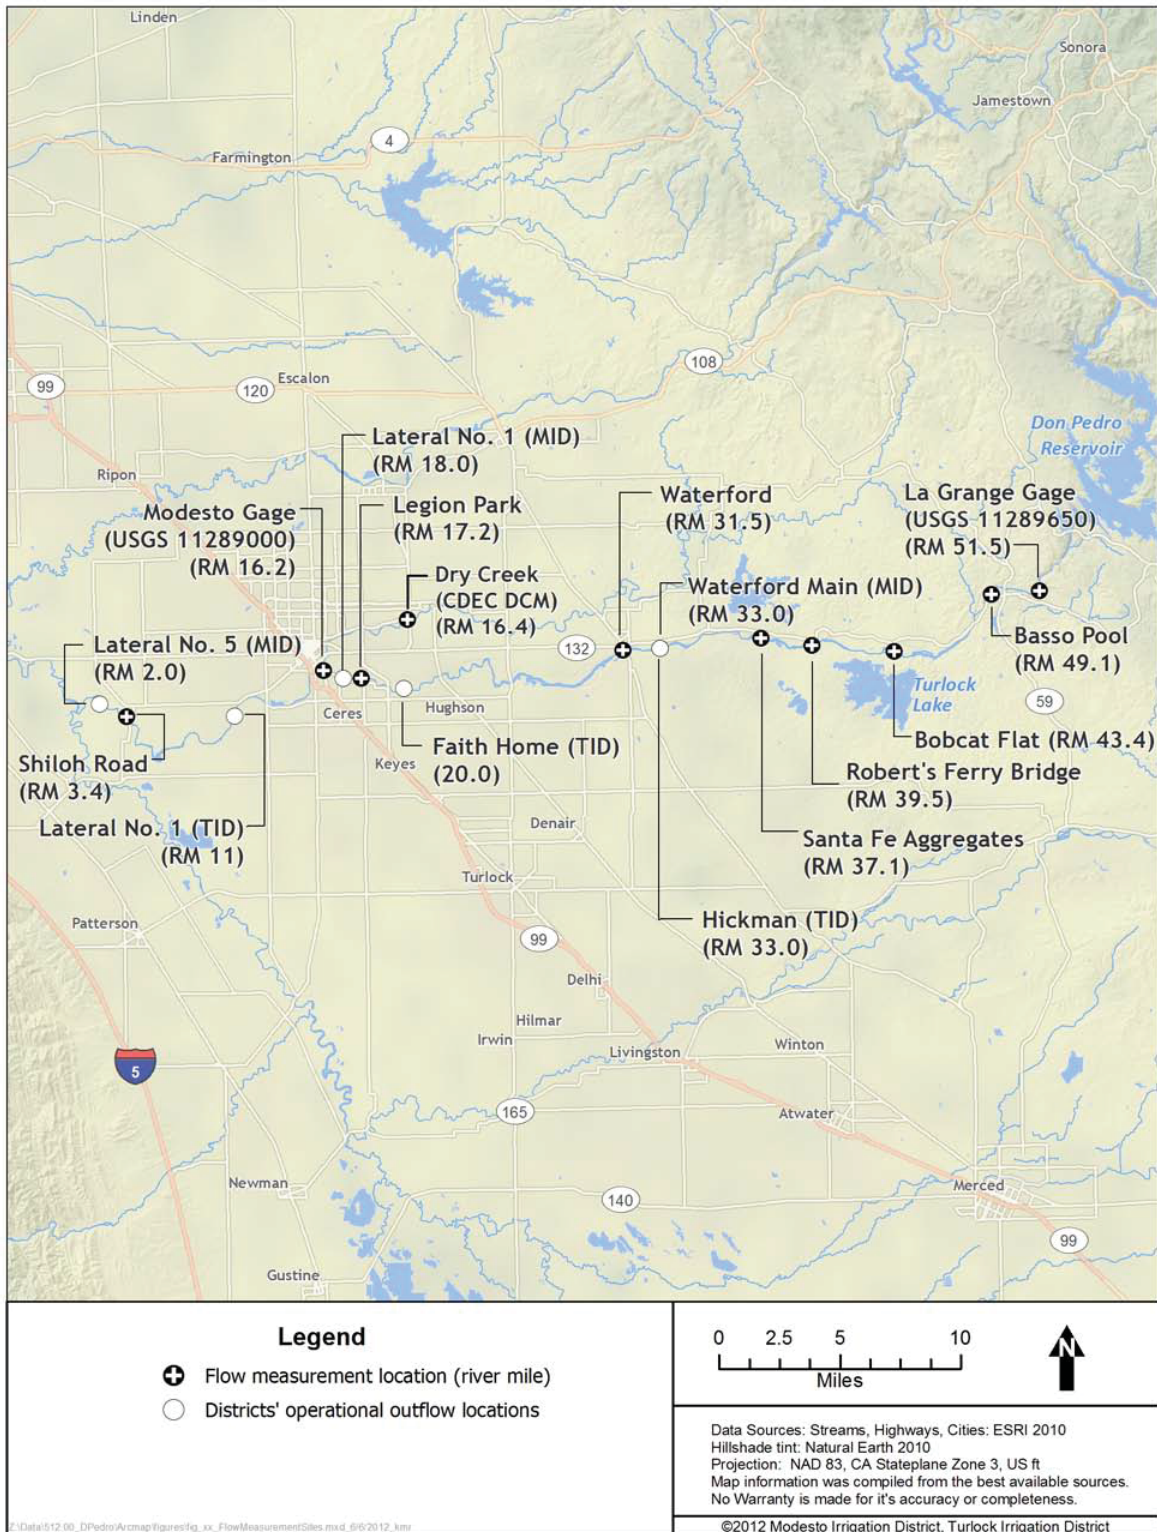 Linden
Sonora
Jamestown
4
Farmington
108
99
120
Escalon
Don Pedro
Reservoir
Lateral No. 1 (MID)
(RM 18.0)
Ripon
Modesto Gage
(USGS 11289000)
(RM 16.2)
Legion Park
(RM 17.2)
Waterford
(RM 31.5)
La Grange Gage
(USGS 11289650)
(RM 51.5)
Dry Creek
(CDEC DCM)
(RM 16.4)
Waterford Main (MID)
(RM 33.0)
Basso Pool
(RM 49.1)
132
Lateral No. 5 (MID)
(RM 2.0)
Turlock
Lake
59
Ceres
Hughson
Bobcat Flat (RM 43.4)
Faith Home (TID)
(20.0)
Keyes
Shiloh Road
(RM 3.4)
Robert's Ferry Bridge
(RM 39.5)
Lateral No. 1 (TID)
(RM 11)
Denair
Santa Fe Aggregates
(RM 37.1)
Turlock
Patterson
Hickman (TID)
(RM 33.0)
99
Delhi
Hilmar
Irwin
Livingston
Winton
5
165
Atwater
Newman
140
Merced
99
Gustine
Legend
Flow measurement location (river mile)
Districts' operational outflow locations
0 2.5 5 10
Miles
N
Data Sources: Streams, Highways, Cities: ESRI 2010
Hillshade tint: Natural Earth 2010
Projection: NAD 83, CA Stateplane Zone 3, US ft
Map information was compiled from the best available sources.
No Warranty is made for it's accuracy or completeness.
Z:\Data\512.00_DPedro\Arcmap\figures\fig_xx_FlowMeasurementSites.mxd_6/6/2012_kmr
©2012 Modesto Irrigation District, Turlock Irrigation District